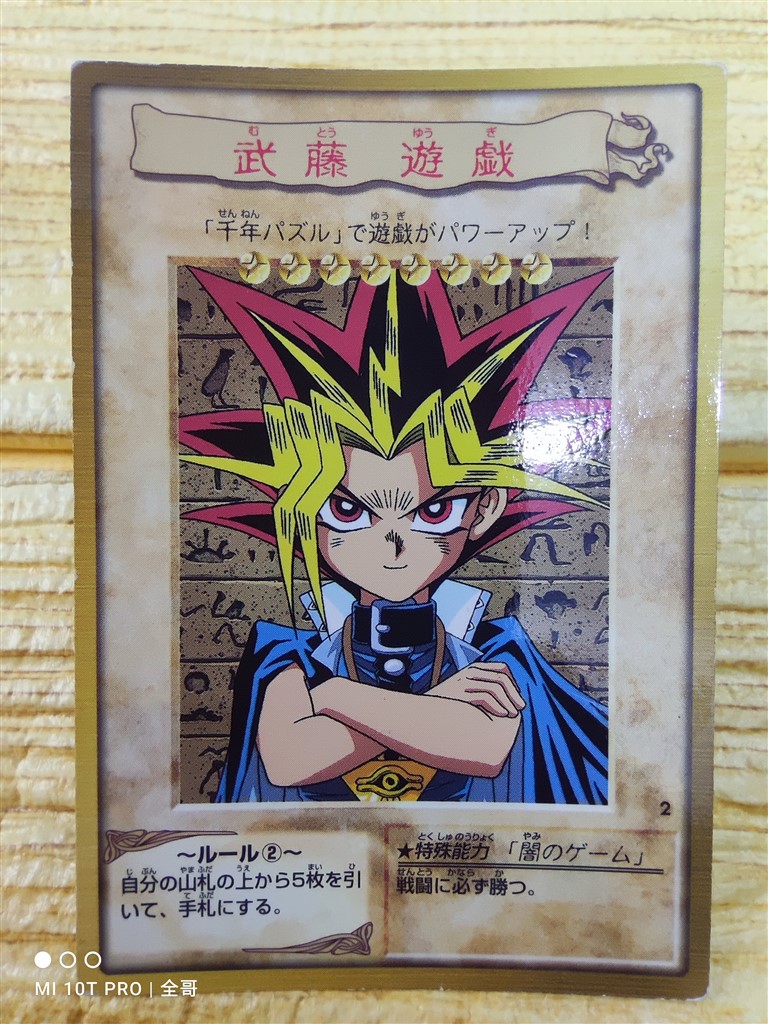 武藤 遊戯
「千年パズル」で遊戯がパワーアップ！
2
～ルール②～
自分の山札の上から5枚を引
いて、手札にする。
★特殊能力 「闇のゲーム」
戦闘に必ず勝つ。
MI 10T PRO | 全哥